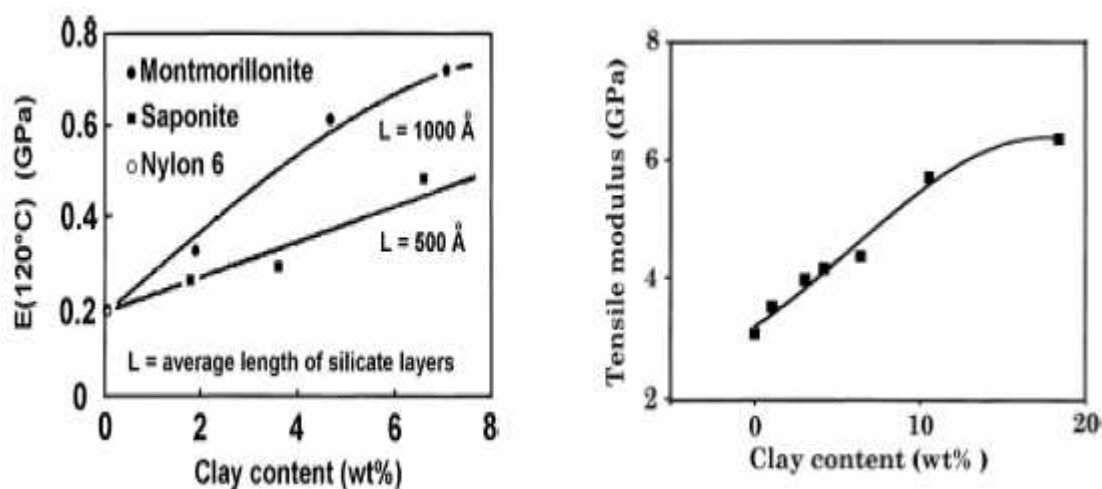 0.8
0.6
0.4
0.2
0
E(120°C) (GPa)
Montmorillonite
Saponite
Nylon 6
L = 1000 Å
L = 500 Å
L = average length of silicate layers
0 2 4 6 8
Clay content (wt%)
8
6
4
2
Tensile modulus (GPa)
0 10 20
Clay content (wt% )